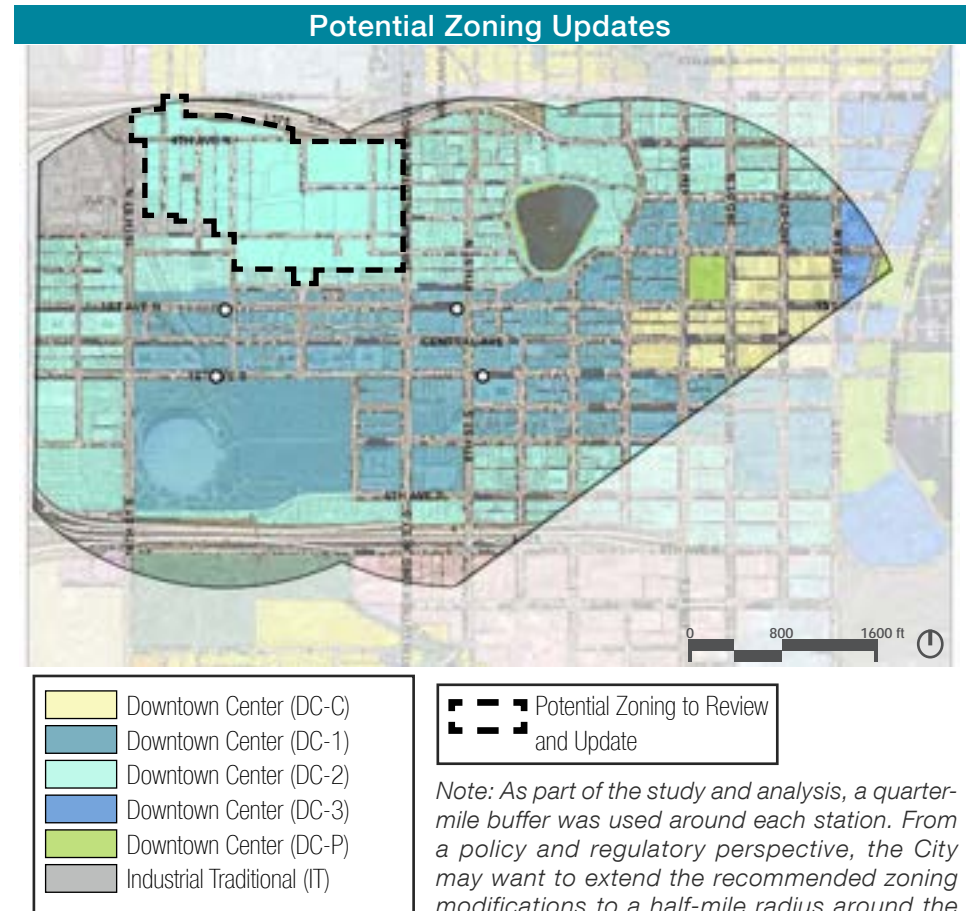 Potential Zoning Updates
4TH AVE N
1ST AVE N
CENTRAL AVE
1ST AVE S
0 800 1600 ft
Downtown Center (DC-C)
Downtown Center (DC-1)
Downtown Center (DC-2)
Downtown Center (DC-3)
Downtown Center (DC-P)
Industrial Traditional (IT)
Potential Zoning to Review
and Update
Note: As part of the study and analysis, a quarter-
mile buffer was used around each station. From
a policy and regulatory perspective, the City
may want to extend the recommended zoning
modifications to a half-mile radius around the